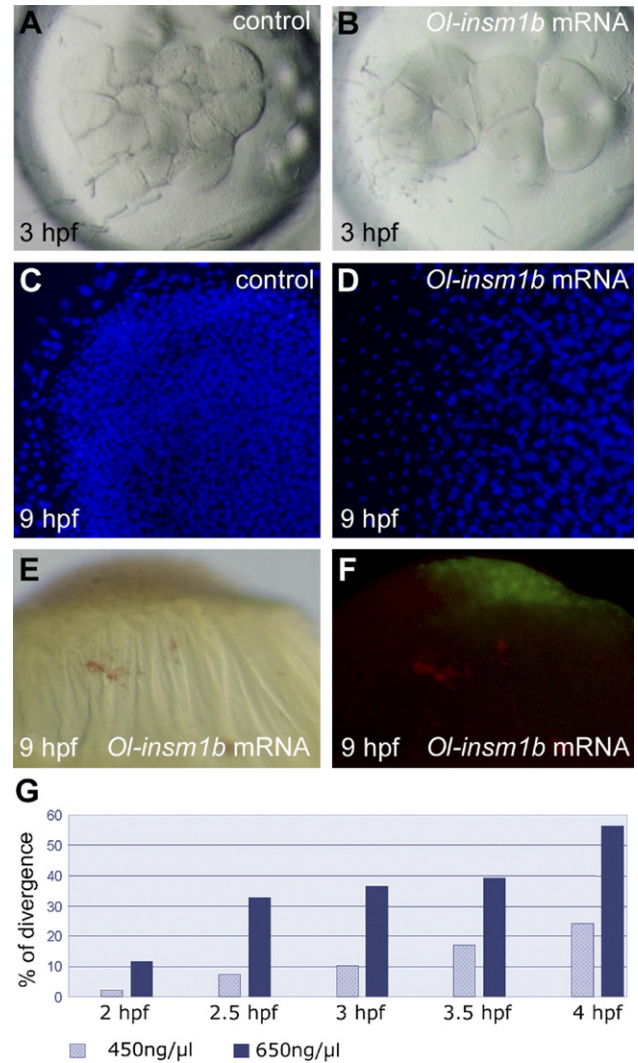 A control
3 hpf
B Ol-insm1b mRNA
3 hpf
C control
9 hpf
D Ol-insm1b mRNA
9 hpf
E
9 hpf Ol-insm1b mRNA
F
9 hpf Ol-insm1b mRNA
G
% of divergence
60
50
40
30
20
10
0
2 hpf 2.5 hpf 3 hpf 3.5 hpf 4 hpf
450ng/µl 650ng/µl